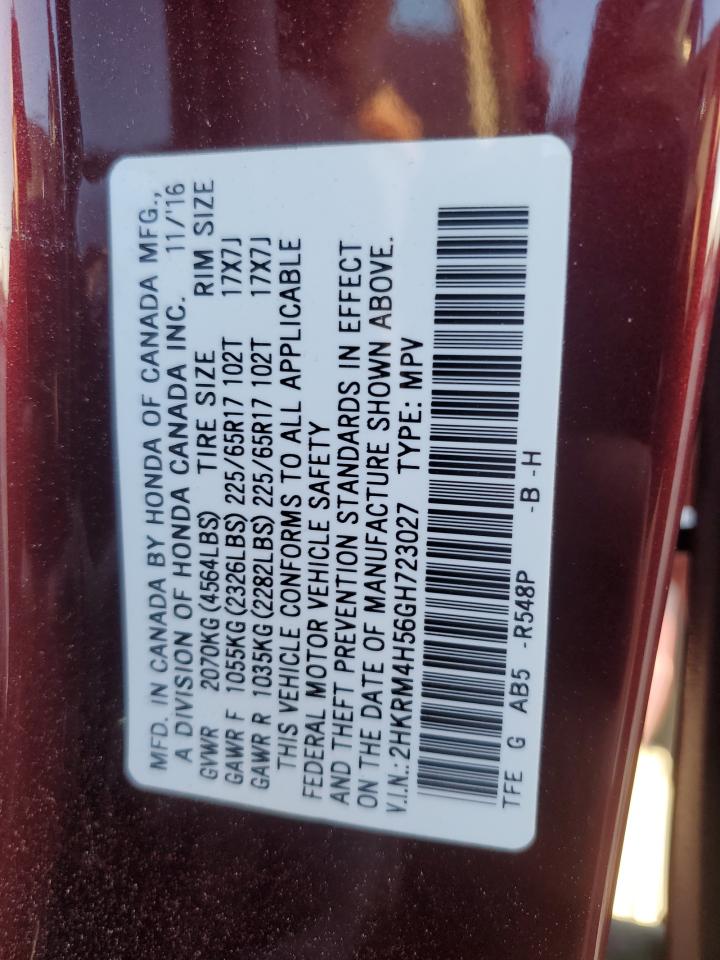 MFD. IN CANADA BY HONDA OF CANADA MFG.,
A DIVISION OF HONDA CANADA INC. 11/'16
GVWR 2070KG (4564LBS) TIRE SIZE RIM SIZE
GAWR F 1055KG (2326LBS) 225/65R17 102T 17X7J
GAWR R 1035KG (2282LBS) 225/65R17 102T 17X7J
THIS VEHICLE CONFORMS TO ALL APPLICABLE
FEDERAL MOTOR VEHICLE SAFETY
AND THEFT PREVENTION STANDARDS IN EFFECT
ON THE DATE OF MANUFACTURE SHOWN ABOVE.
V.I.N.: 2HKRM4H56GH723027 TYPE: MPV
TFE G AB5 -R548P -B -H